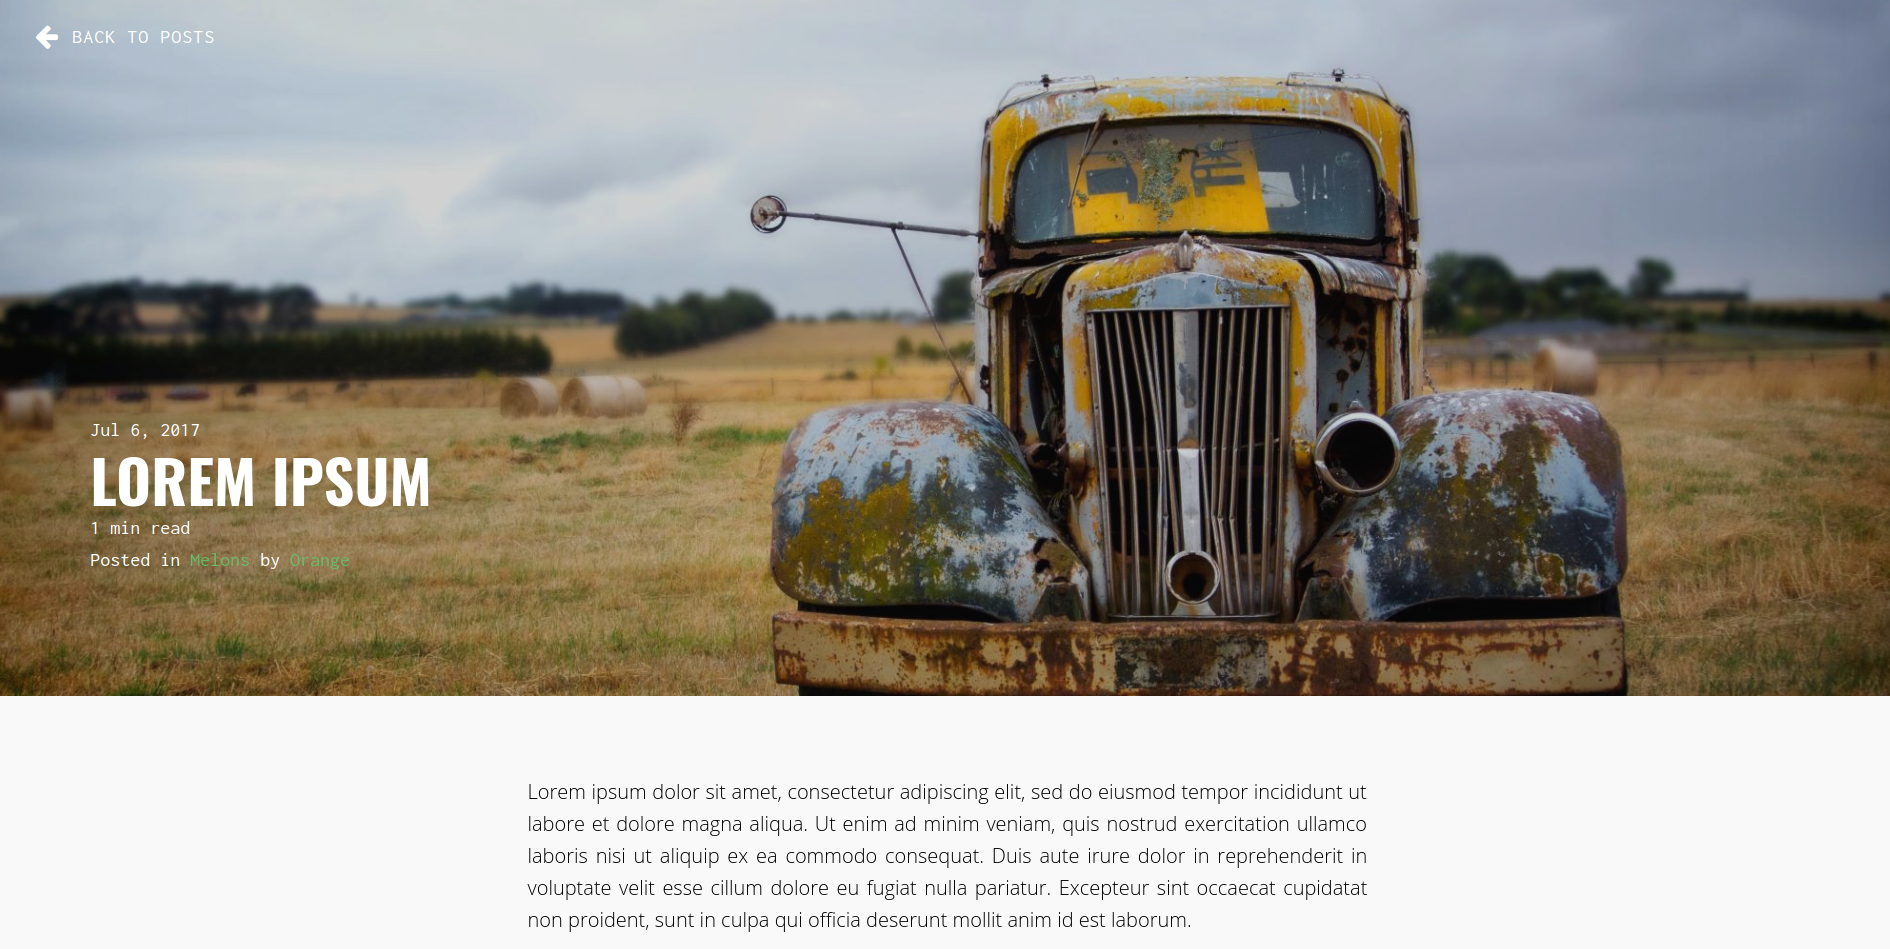 BACK TO POSTS
Jul 6, 2017
LOREM IPSUM
1 min read
Posted in Melons by Orange
Lorem ipsum dolor sit amet, consectetur adipiscing elit, sed do eiusmod tempor incididunt ut
labore et dolore magna aliqua. Ut enim ad minim veniam, quis nostrud exercitation ullamco
laboris nisi ut aliquip ex ea commodo consequat. Duis aute irure dolor in reprehenderit in
voluptate velit esse cillum dolore eu fugiat nulla pariatur. Excepteur sint occaecat cupidatat
non proident, sunt in culpa qui officia deserunt mollit anim id est laborum.